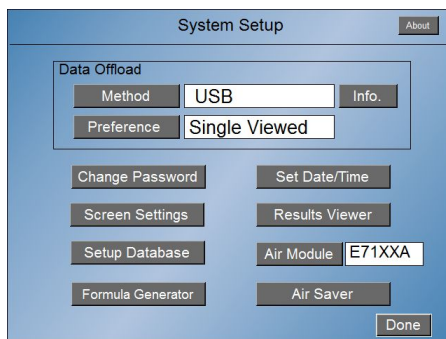 System Setup
About
Data Offload
Method USB Info.
Preference Single Viewed
Change Password Set Date/Time
Screen Settings Results Viewer
Setup Database Air Module E71XXA
Formula Generator Air Saver
Done